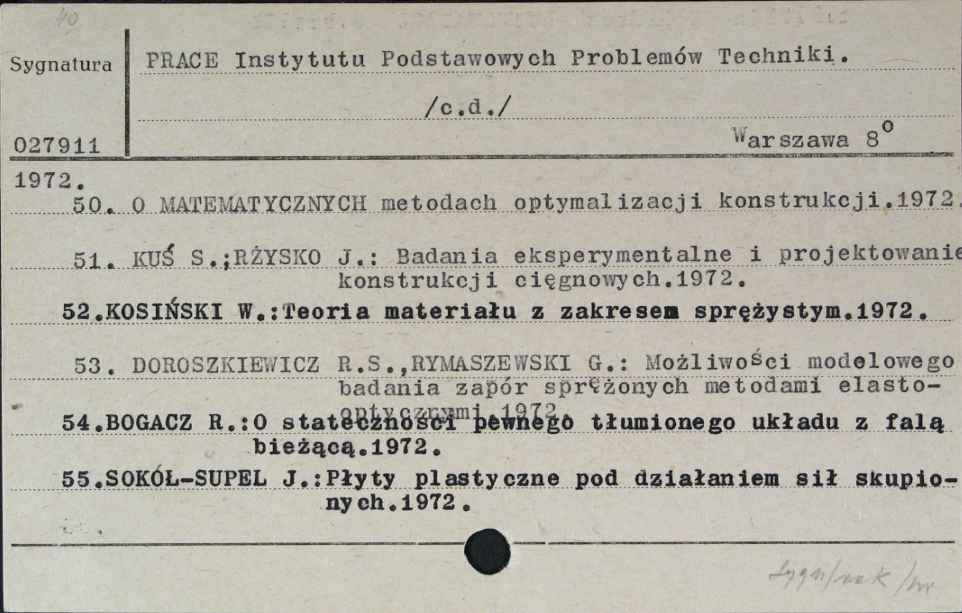 40
Sygnatura
PRACE Instytutu Podstawowych Problemów Techniki.
/c.d./
027911
Warszawa 8º
1972.
50. O MATEMATYCZNYCH metodach optymalizacji konstrukcji.1972.
51. KUŚ S.;RŻYSKO J.: Badania eksperymentalne i projektowanie
konstrukcji cięgnowych.1972.
52.KOSIŃSKI W.:Teoria materiału z zakresem sprężystym.1972.
53. DOROSZKIEWICZ R.S.,RYMASZEWSKI G.: Możliwości modelowego
badania zapór sprężonych metodami elasto-
optycznymi.1972.
54.BOGACZ R.:O stateczności pewnego tłumionego układu z falą
bieżącą.1972.
55.SOKÓŁ-SUPEL J.:Płyty plastyczne pod działaniem sił skupio-
nych.1972.